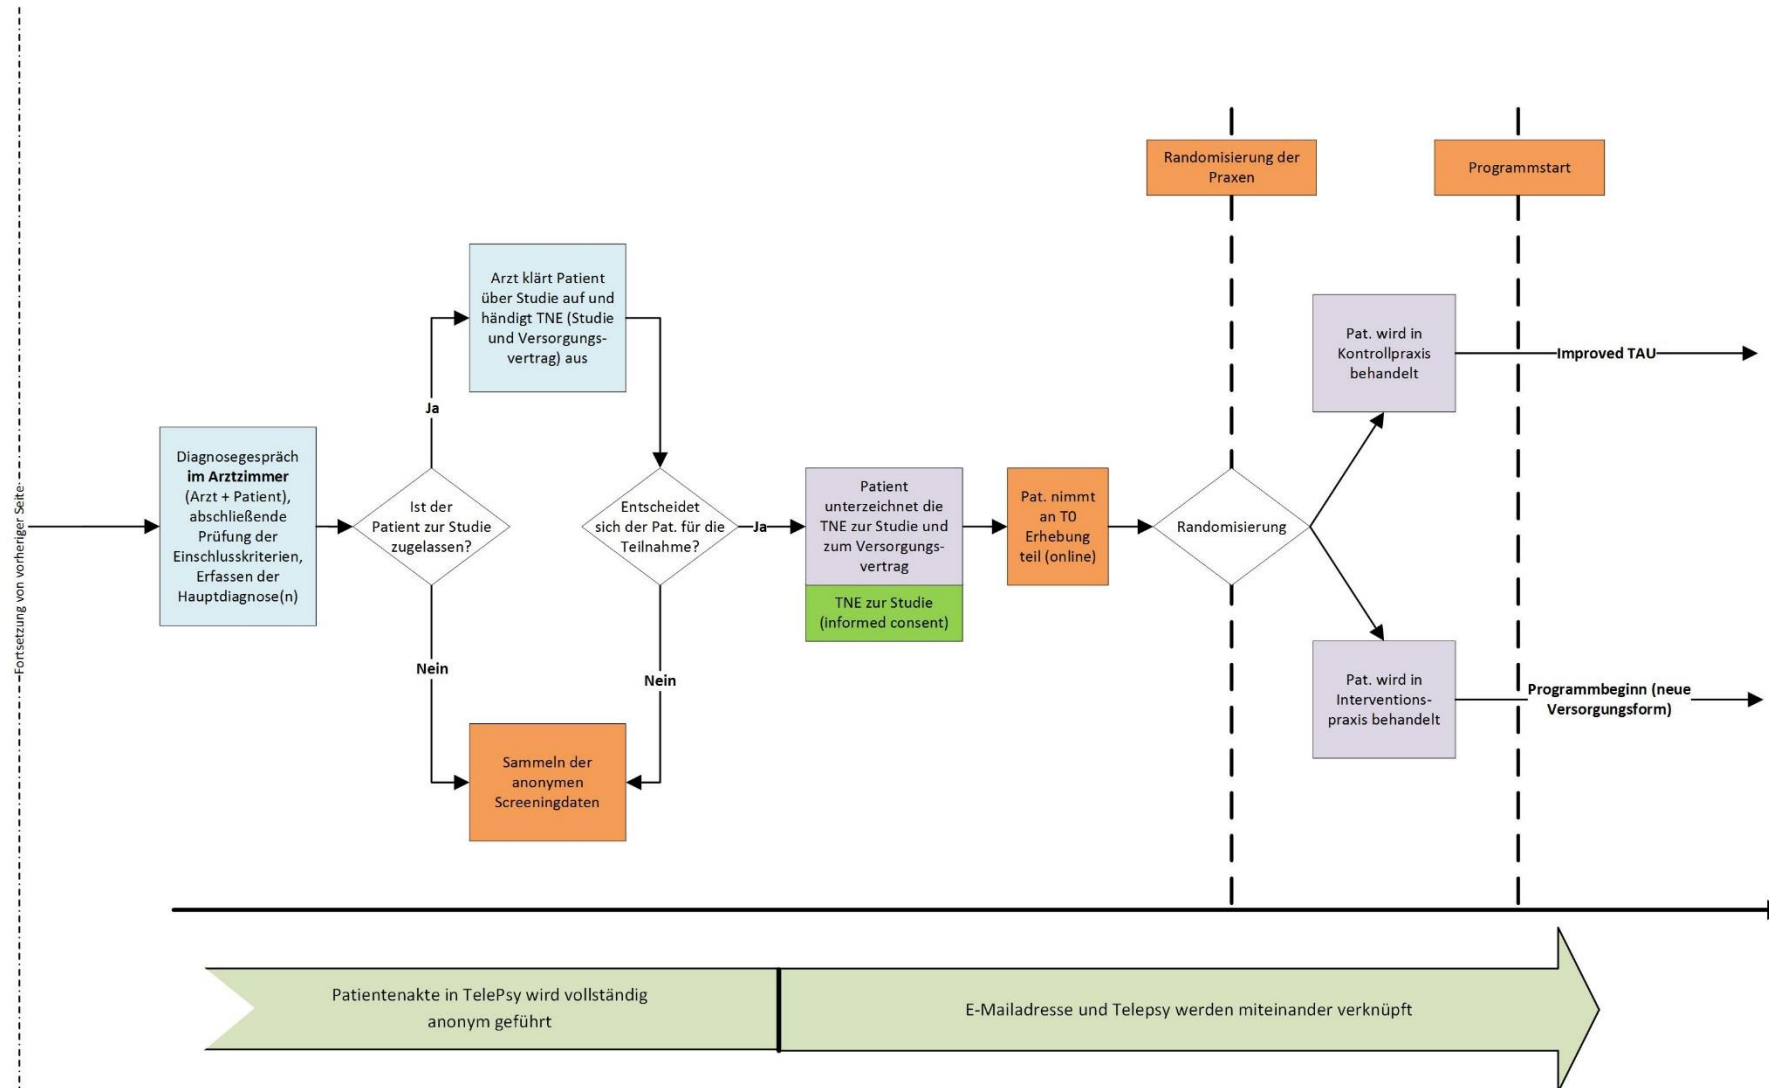 Fortsetzung von vorheriger Seite
Diagnosegespräch
im Arztzimmer
(Arzt + Patient),
abschließende
Prüfung der
Einschlusskriterien,
Erfassen der
Hauptdiagnose(n)
Ist der
Patient zur Studie
zugelassen?
Ja
Nein
Arzt klärt Patient
über Studie auf und
händigt TNE (Studie
und Versorgungs-
vertrag) aus
Entscheidet
sich der Pat. für die
Teilnahme?
Ja
Nein
Sammeln der
anonymen
Screeningdaten
Patient
unterzeichnet die
TNE zur Studie und
zum Versorgungs-
vertrag
TNE zur Studie
(informed consent)
Pat. nimmt
an T0
Erhebung
teil (online)
Randomisierung der
Praxen
Randomisierung
Programmstart
Pat. wird in
Kontrollpraxis
behandelt
Improved TAU
Pat. wird in
Interventions-
praxis behandelt
Programmbeginn (neue
Versorgungsform)
Patientenakte in TelePsy wird vollständig
anonym geführt
E-Mailadresse und Telepsy werden miteinander verknüpft